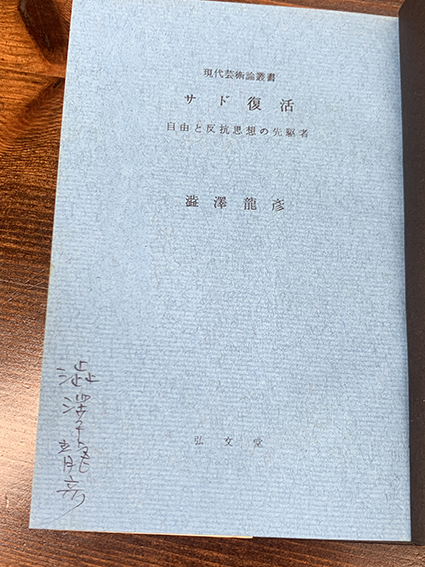 現代芸術論叢書
サド復活
自由と反抗思想の先駆者
澁澤龍彦
弘文堂
澁澤龍彦